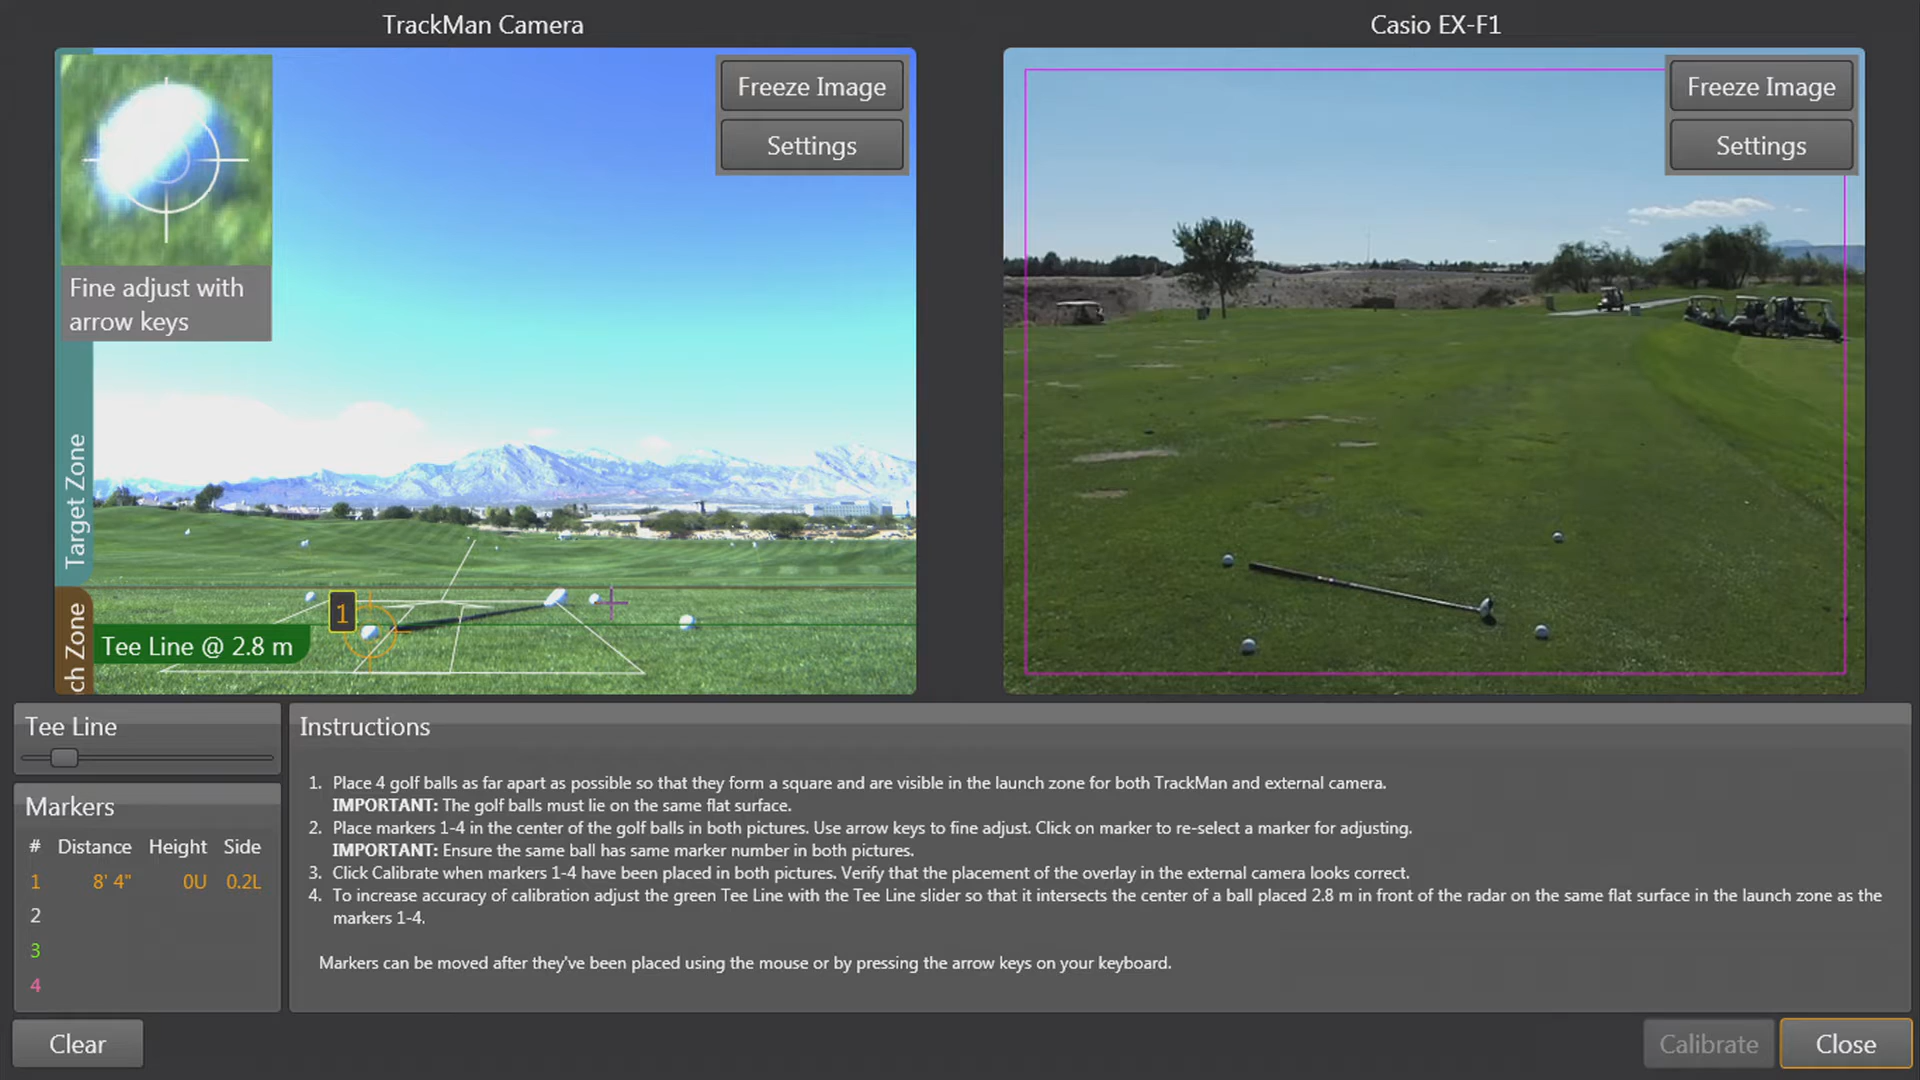 TrackMan Camera
Casio EX-F1
Freeze Image
Settings
Fine adjust with
arrow keys
Target Zone
ch Zone
1
Tee Line @ 2.8 m
Freeze Image
Settings
Tee Line
Markers
# Distance Height Side
1 8' 4" 0U 0.2L
2
3
4
Instructions
1. Place 4 golf balls as far apart as possible so that they form a square and are visible in the launch zone for both TrackMan and external camera.
IMPORTANT: The golf balls must lie on the same flat surface.
2. Place markers 1-4 in the center of the golf balls in both pictures. Use arrow keys to fine adjust. Click on marker to re-select a marker for adjusting.
IMPORTANT: Ensure the same ball has same marker number in both pictures.
3. Click Calibrate when markers 1-4 have been placed in both pictures. Verify that the placement of the overlay in the external camera looks correct.
4. To increase accuracy of calibration adjust the green Tee Line with the Tee Line slider so that it intersects the center of a ball placed 2.8 m in front of the radar on the same flat surface in the launch zone as the
markers 1-4.
Markers can be moved after they've been placed using the mouse or by pressing the arrow keys on your keyboard.
Clear
Calibrate
Close